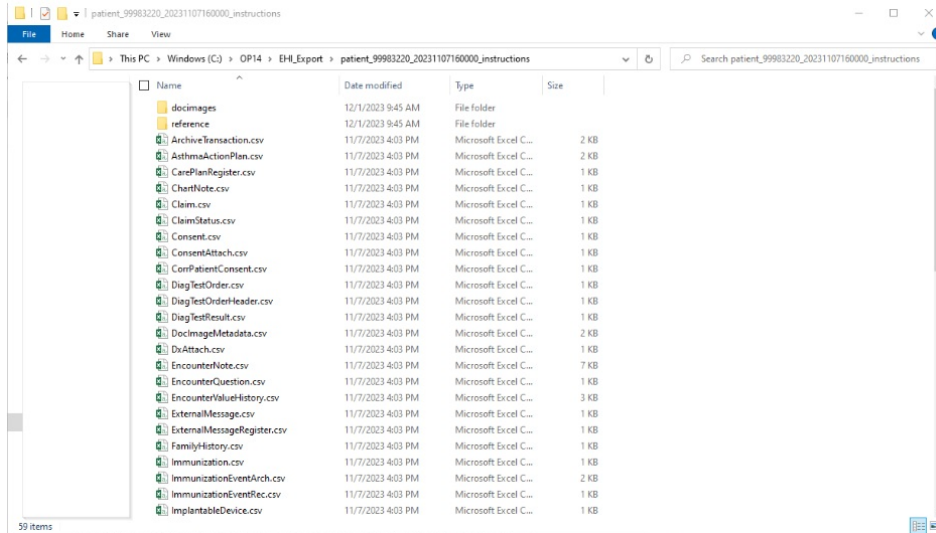 patient_99983220_20231107160000_instructions
File Home Share View
This PC > Windows (C:) > OP14 > EHI_Export > patient_99983220_20231107160000_instructions
Search patient_99983220_20231107160000_instructions
Name Date modified Type Size
docimages 12/1/2023 9:45 AM File folder
reference 12/1/2023 9:45 AM File folder
ArchiveTransaction.csv 11/7/2023 4:03 PM Microsoft Excel C... 2 KB
AsthmaActionPlan.csv 11/7/2023 4:03 PM Microsoft Excel C... 2 KB
CarePlanRegister.csv 11/7/2023 4:03 PM Microsoft Excel C... 1 KB
ChartNote.csv 11/7/2023 4:03 PM Microsoft Excel C... 1 KB
Claim.csv 11/7/2023 4:03 PM Microsoft Excel C... 1 KB
ClaimStatus.csv 11/7/2023 4:03 PM Microsoft Excel C... 1 KB
Consent.csv 11/7/2023 4:03 PM Microsoft Excel C... 1 KB
ConsentAttach.csv 11/7/2023 4:03 PM Microsoft Excel C... 1 KB
CorrPatientConsent.csv 11/7/2023 4:03 PM Microsoft Excel C... 1 KB
DiagTestOrder.csv 11/7/2023 4:03 PM Microsoft Excel C... 1 KB
DiagTestOrderHeader.csv 11/7/2023 4:03 PM Microsoft Excel C... 1 KB
DiagTestResult.csv 11/7/2023 4:03 PM Microsoft Excel C... 1 KB
DocImageMetadata.csv 11/7/2023 4:03 PM Microsoft Excel C... 2 KB
DxAttach.csv 11/7/2023 4:03 PM Microsoft Excel C... 1 KB
EncounterNote.csv 11/7/2023 4:03 PM Microsoft Excel C... 7 KB
EncounterQuestion.csv 11/7/2023 4:03 PM Microsoft Excel C... 1 KB
EncounterValueHistory.csv 11/7/2023 4:03 PM Microsoft Excel C... 3 KB
ExternalMessage.csv 11/7/2023 4:03 PM Microsoft Excel C... 1 KB
ExternalMessageRegister.csv 11/7/2023 4:03 PM Microsoft Excel C... 1 KB
FamilyHistory.csv 11/7/2023 4:03 PM Microsoft Excel C... 1 KB
Immunization.csv 11/7/2023 4:03 PM Microsoft Excel C... 1 KB
ImmunizationEventArch.csv 11/7/2023 4:03 PM Microsoft Excel C... 2 KB
ImmunizationEventRec.csv 11/7/2023 4:03 PM Microsoft Excel C... 1 KB
ImplantableDevice.csv 11/7/2023 4:03 PM Microsoft Excel C... 1 KB
59 items